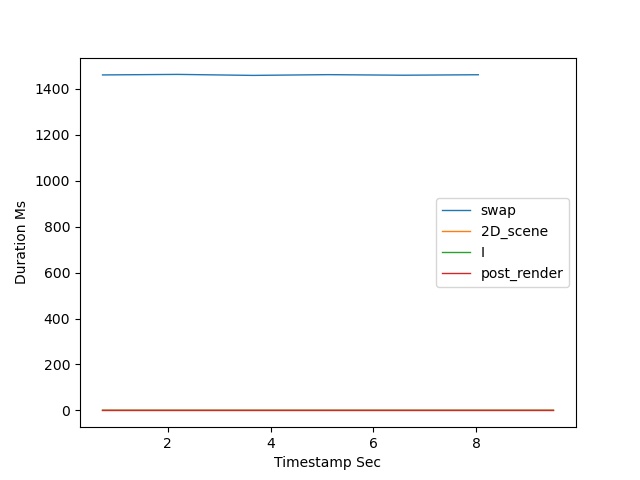 1400
1200
1000
800
600
400
200
0
Duration Ms
swap
2D_scene
I
post_render
2
4
6
8
Timestamp Sec